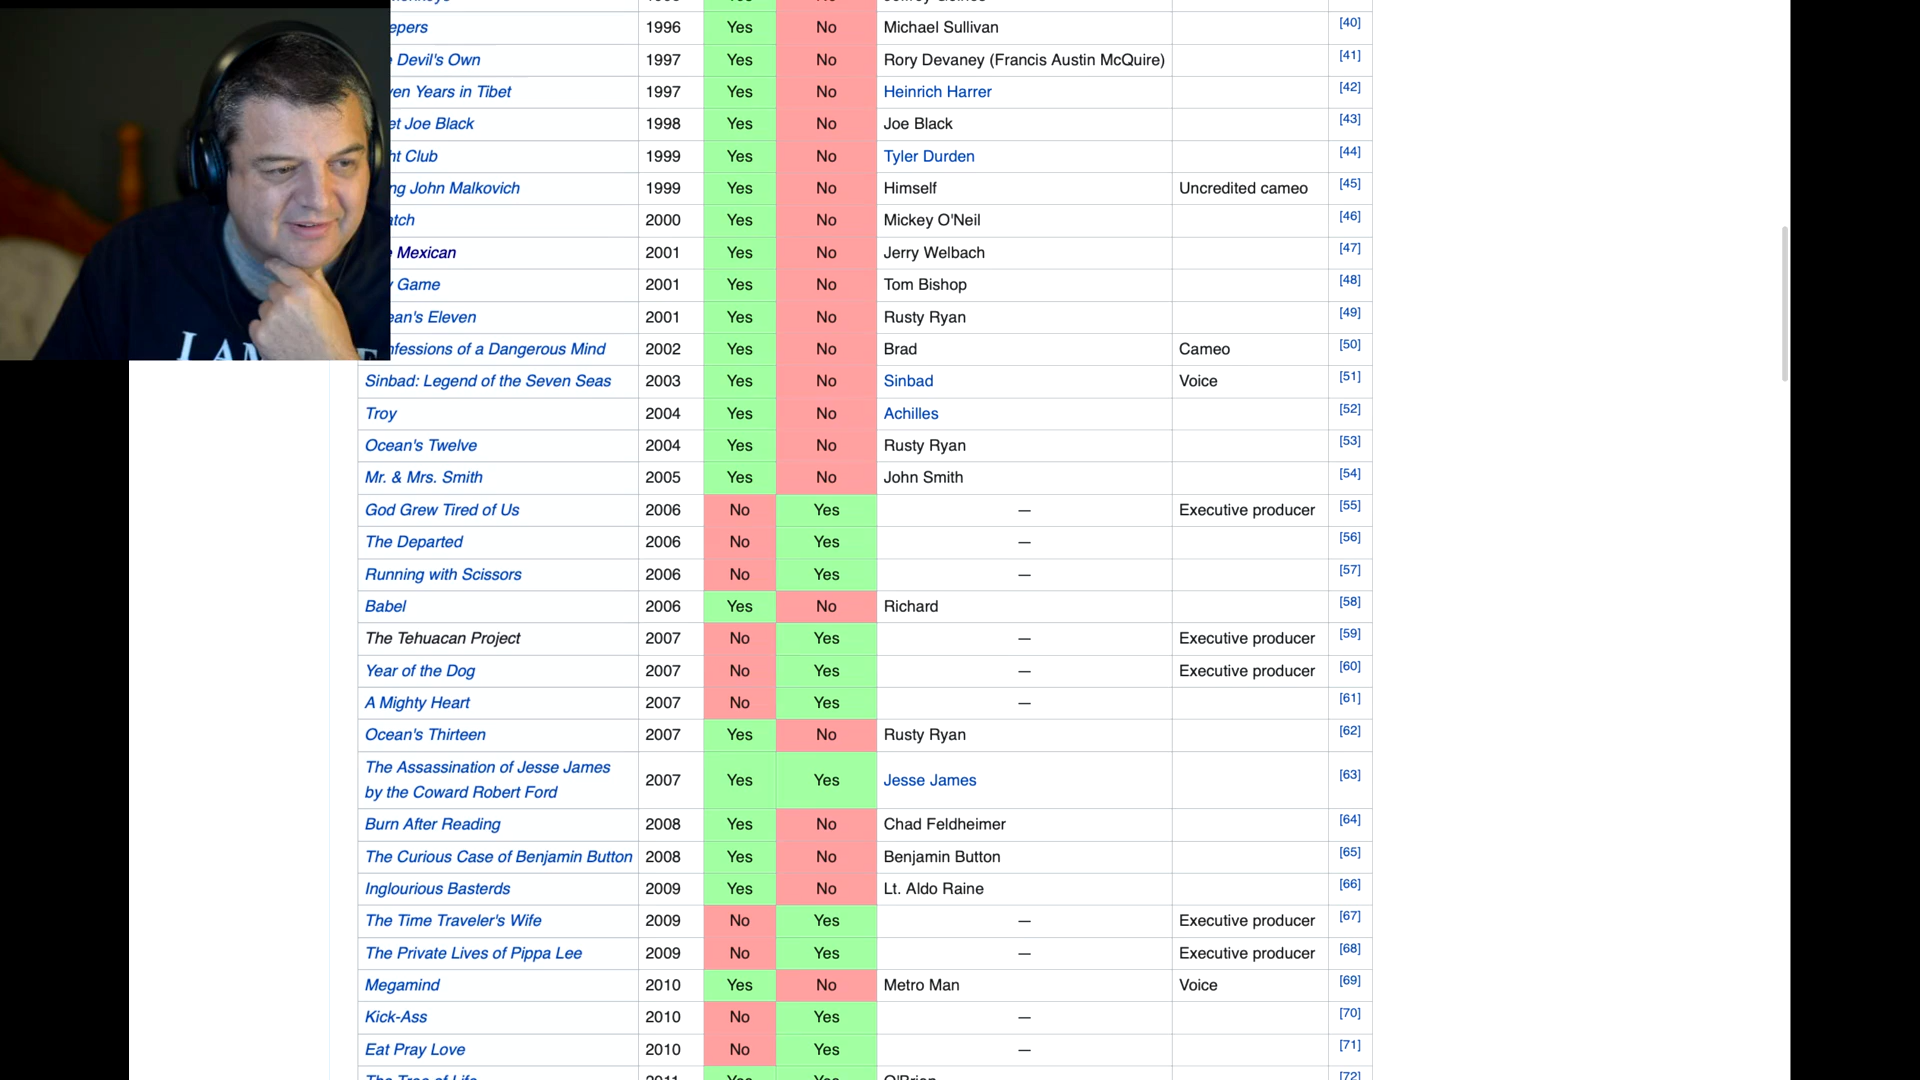 epers 1996 Yes No Michael Sullivan [40]
Devil's Own 1997 Yes No Rory Devaney (Francis Austin McQuire) [41]
en Years in Tibet 1997 Yes No Heinrich Harrer [42]
et Joe Black 1998 Yes No Joe Black [43]
ht Club 1999 Yes No Tyler Durden [44]
ng John Malkovich 1999 Yes No Himself Uncredited cameo [45]
atch 2000 Yes No Mickey O'Neil [46]
Mexican 2001 Yes No Jerry Welbach [47]
y Game 2001 Yes No Tom Bishop [48]
ean's Eleven 2001 Yes No Rusty Ryan [49]
nfessions of a Dangerous Mind 2002 Yes No Brad Cameo [50]
Sinbad: Legend of the Seven Seas 2003 Yes No Sinbad Voice [51]
Troy 2004 Yes No Achilles [52]
Ocean's Twelve 2004 Yes No Rusty Ryan [53]
Mr. & Mrs. Smith 2005 Yes No John Smith [54]
God Grew Tired of Us 2006 No Yes — Executive producer [55]
The Departed 2006 No Yes — [56]
Running with Scissors 2006 No Yes — [57]
Babel 2006 Yes No Richard [58]
The Tehuacan Project 2007 No Yes — Executive producer [59]
Year of the Dog 2007 No Yes — Executive producer [60]
A Mighty Heart 2007 No Yes — [61]
Ocean's Thirteen 2007 Yes No Rusty Ryan [62]
The Assassination of Jesse James
by the Coward Robert Ford 2007 Yes Yes Jesse James [63]
Burn After Reading 2008 Yes No Chad Feldheimer [64]
The Curious Case of Benjamin Button 2008 Yes No Benjamin Button [65]
Inglourious Basterds 2009 Yes No Lt. Aldo Raine [66]
The Time Traveler's Wife 2009 No Yes — Executive producer [67]
The Private Lives of Pippa Lee 2009 No Yes — Executive producer [68]
Megamind 2010 Yes No Metro Man Voice [69]
Kick-Ass 2010 No Yes — [70]
Eat Pray Love 2010 No Yes — [71]
The Tree of Life 2011 Yes Yes O'Brien [72]
I AM